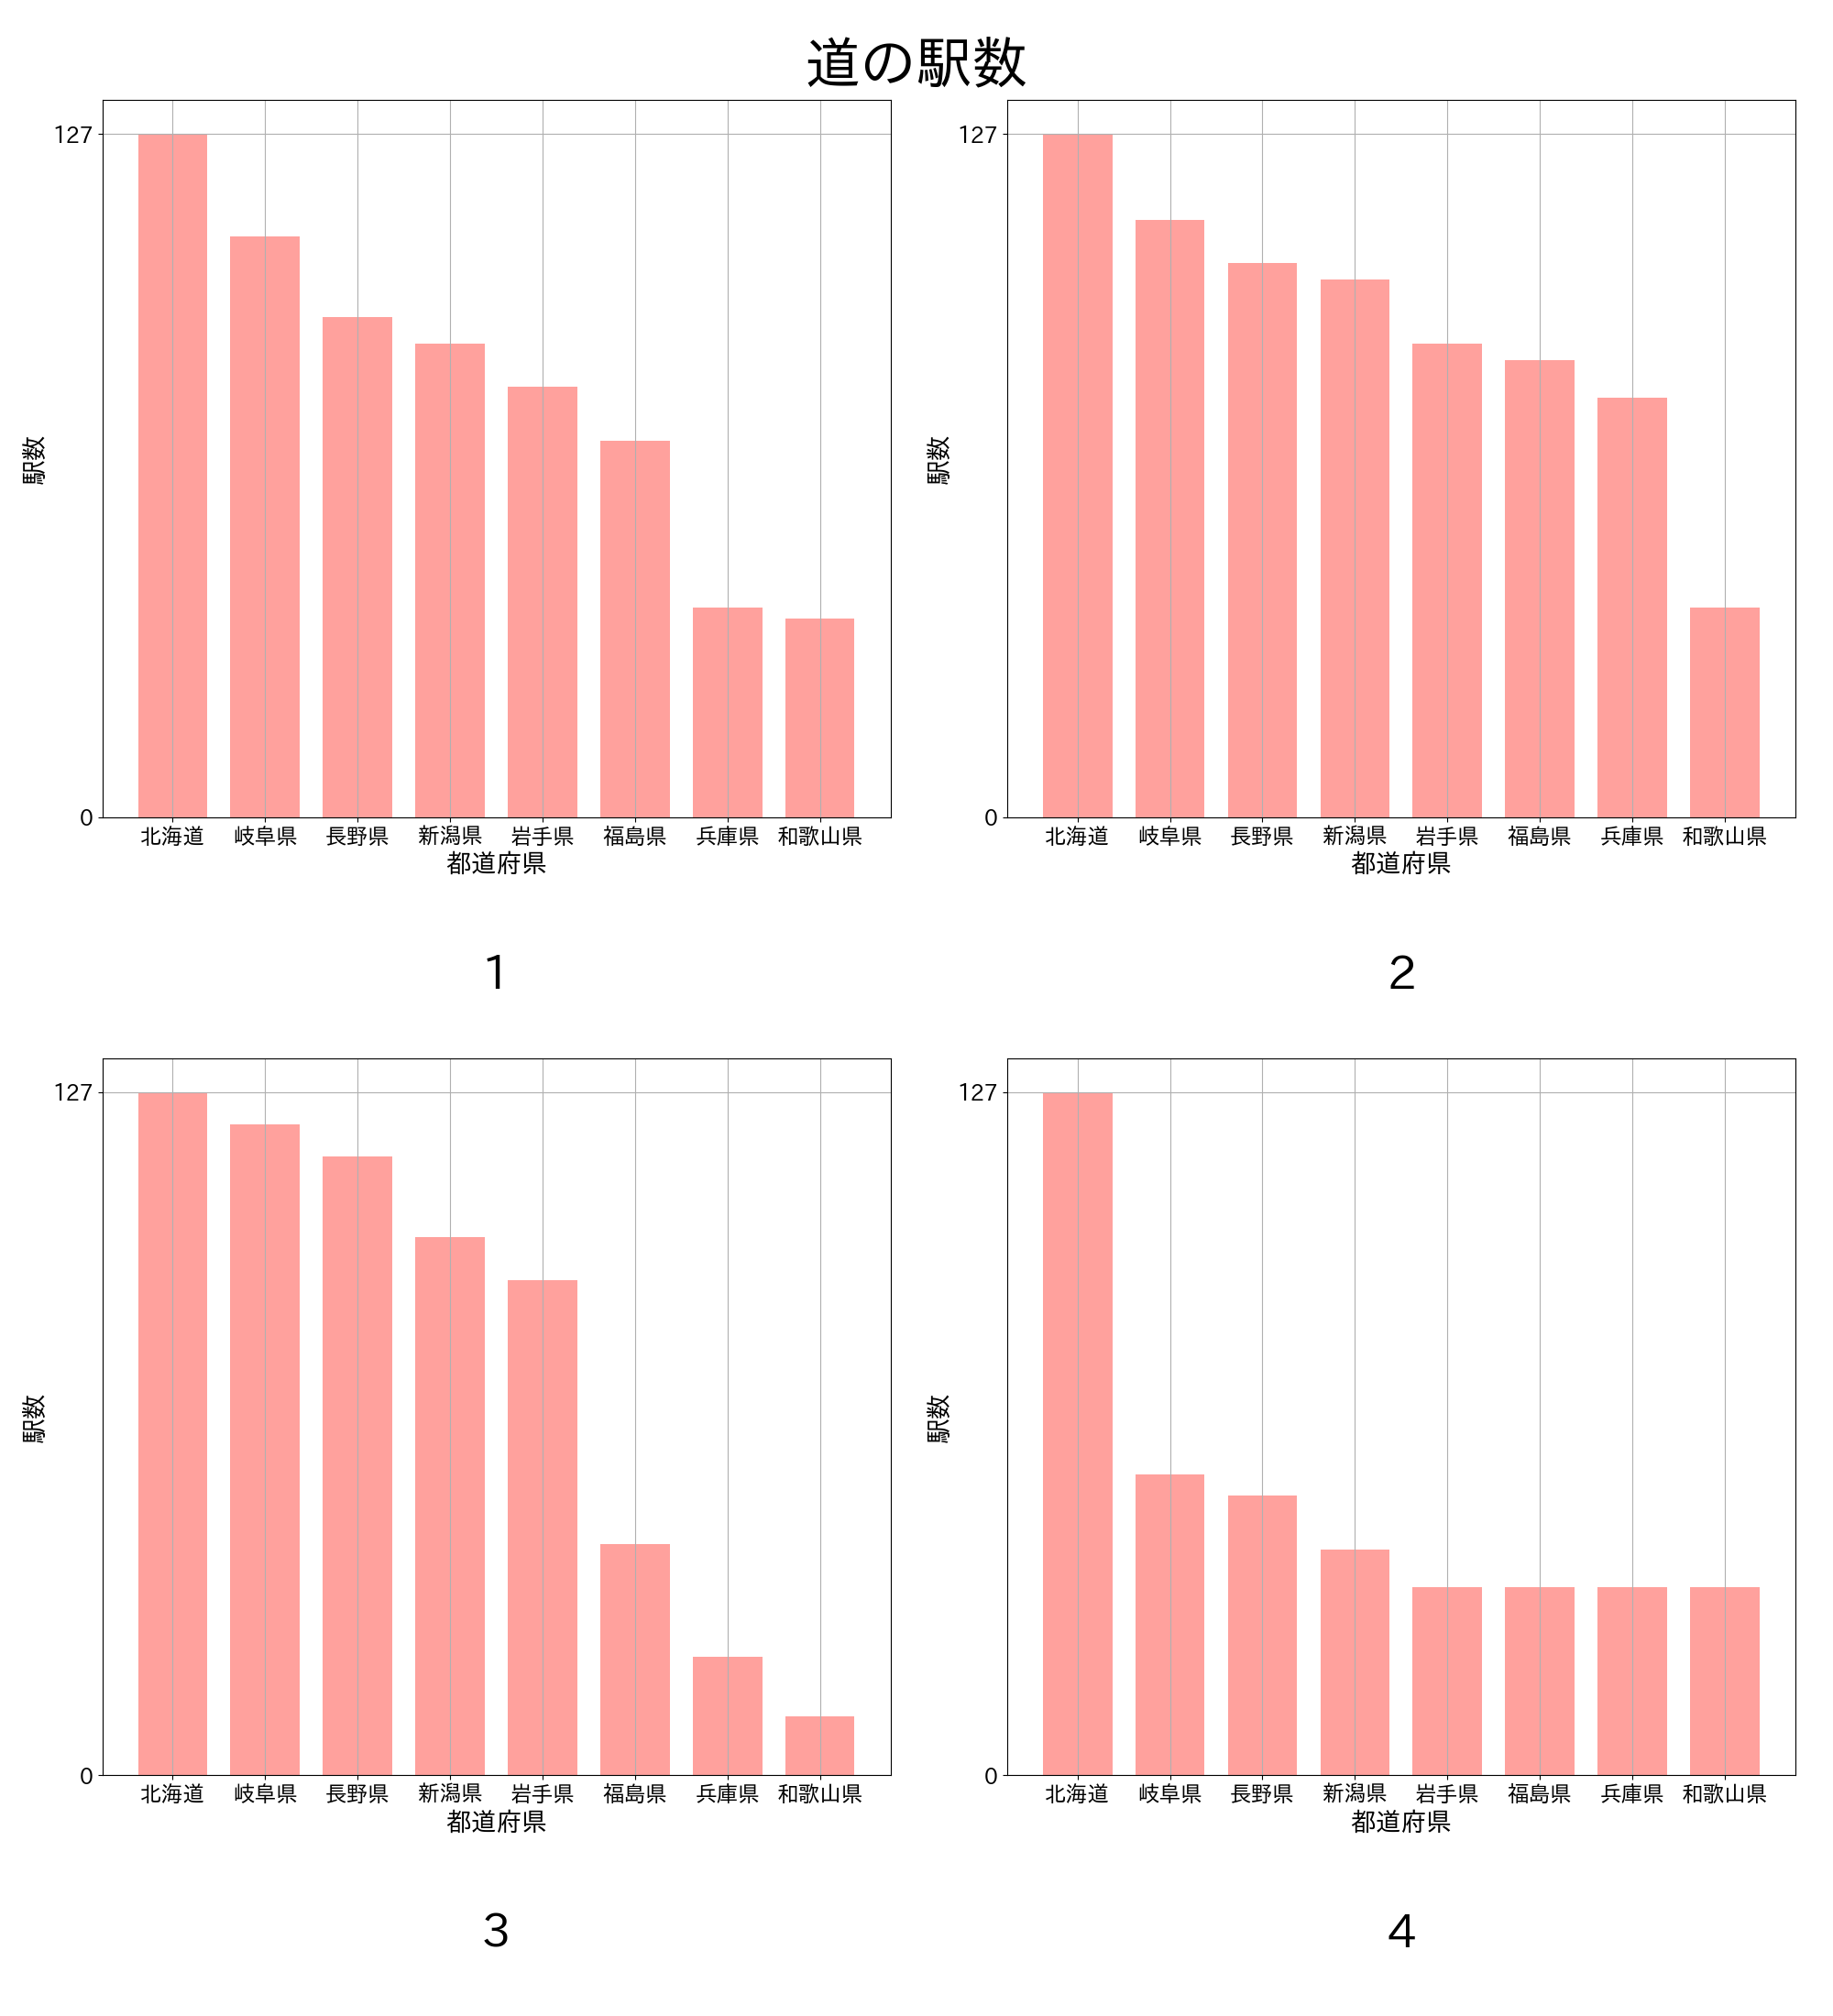 道の駅数
127
0
駅数
北海道 岐阜県 長野県 新潟県 岩手県 福島県 兵庫県 和歌山県
都道府県
1
127
0
駅数
北海道 岐阜県 長野県 新潟県 岩手県 福島県 兵庫県 和歌山県
都道府県
2
127
0
駅数
北海道 岐阜県 長野県 新潟県 岩手県 福島県 兵庫県 和歌山県
都道府県
3
127
0
駅数
北海道 岐阜県 長野県 新潟県 岩手県 福島県 兵庫県 和歌山県
都道府県
4